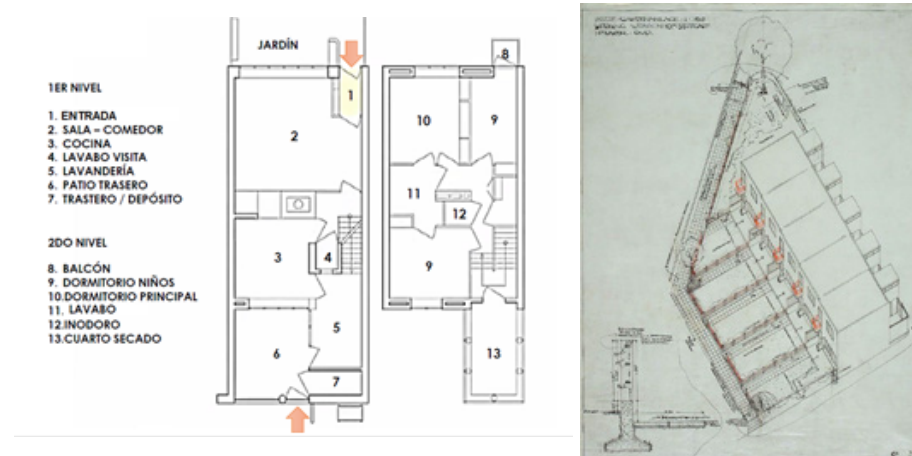 1ER NIVEL
1. ENTRADA
2. SALA – COMEDOR
3. COCINA
4. LAVABO VISITA
5. LAVANDERÍA
6. PATIO TRASERO
7. TRASTERO / DEPÓSITO
2DO NIVEL
8. BALCÓN
9. DORMITORIO NIÑOS
10.DORMITORIO PRINCIPAL
11. LAVABO
12.INODORO
13.CUARTO SECADO
JARDÍN
1
2
3
4
5
6
7
8
10
9
11
12
9
13